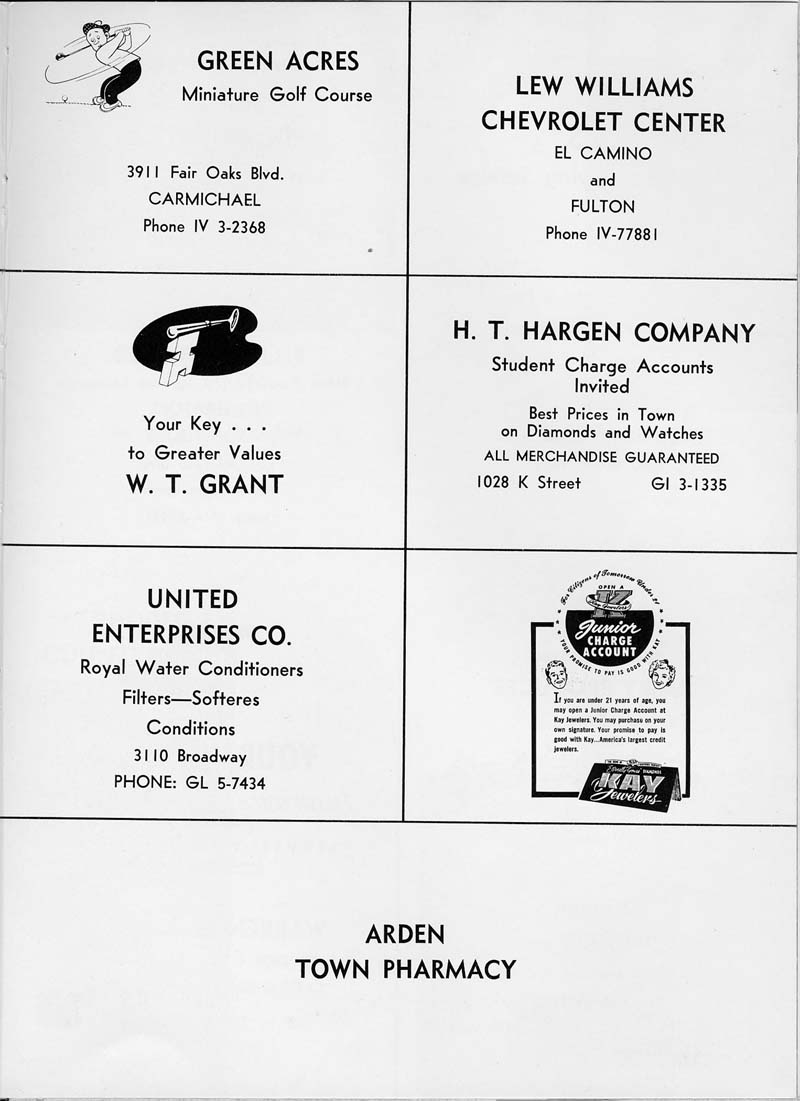 GREEN ACRES
Miniature Golf Course
3911 Fair Oaks Blvd.
CARMICHAEL
Phone IV 3-2368
LEW WILLIAMS
CHEVROLET CENTER
EL CAMINO
and
FULTON
Phone IV-77881
Your Key . . .
to Greater Values
W. T. GRANT
H. T. HARGEN COMPANY
Student Charge Accounts
Invited
Best Prices in Town
on Diamonds and Watches
ALL MERCHANDISE GUARANTEED
1028 K Street GI 3-1335
UNITED
ENTERPRISES CO.
Royal Water Conditioners
Filters—Softeres
Conditions
3110 Broadway
PHONE: GL 5-7434
For Citizens of Tomorrow Under 21
OPEN A
K
Kay Jewelers
Junior
CHARGE
ACCOUNT
YOUR PROMISE TO PAY IS GOOD WITH KAY
If you are under 21 years of age, you
may open a Junior Charge Account at
Kay Jewelers. You may purchase on your
own signature. Your promise to pay is
good with Kay...America's largest credit
jewelers.
DIAMONDS
KAY
Jewelers
ARDEN
TOWN PHARMACY